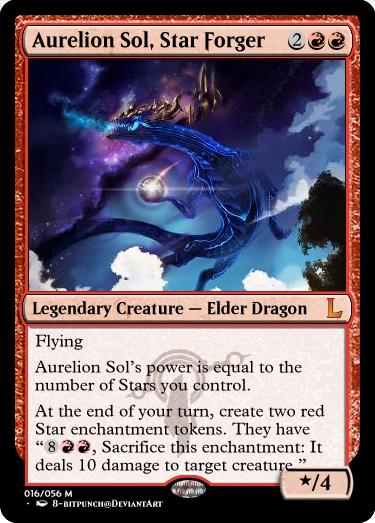 Aurelion Sol, Star Forger 2
Legendary Creature — Elder Dragon L
Flying
Aurelion Sol's power is equal to the
number of Stars you control.
At the end of your turn, create two red
Star enchantment tokens. They have
“8, Sacrifice this enchantment: It
deals 10 damage to target creature.”
*/4
016/056 M
8-bitpunch@DeviantArt